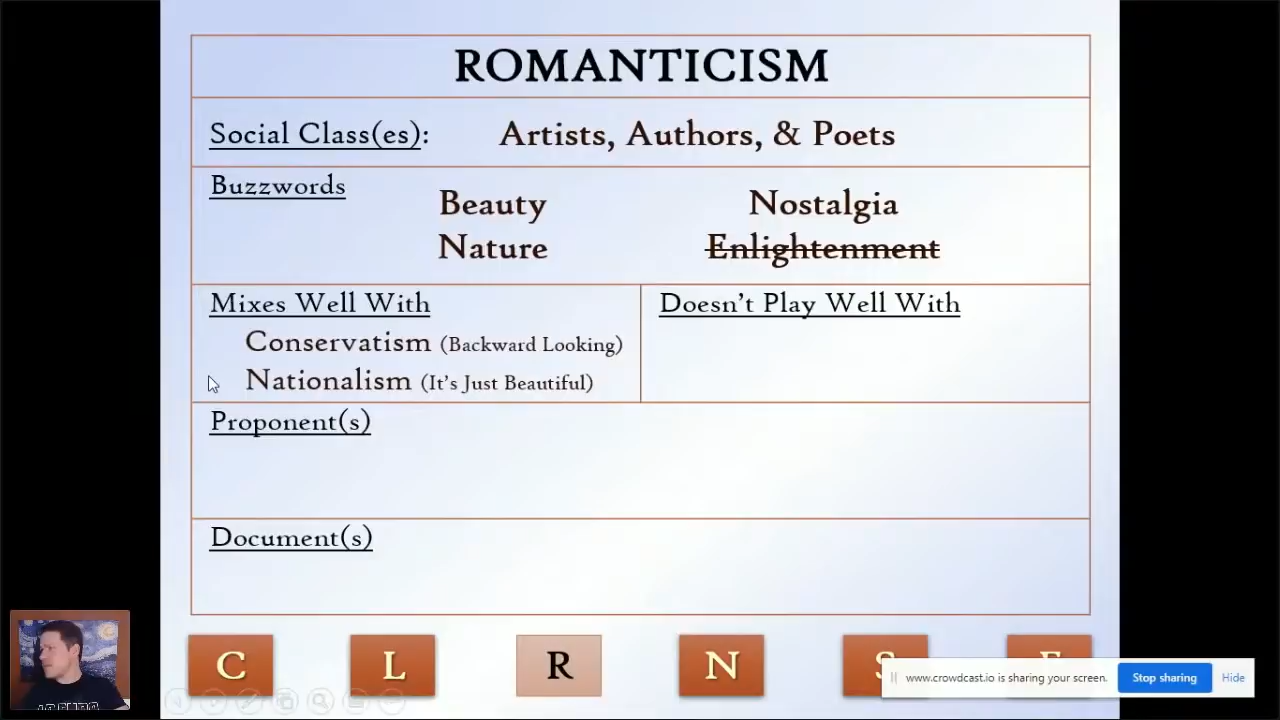 ROMANTICISM
Social Class(es): Artists, Authors, & Poets
Buzzwords
Beauty Nostalgia
Nature Enlightenment
Mixes Well With Doesn't Play Well With
Conservatism (Backward Looking)
Nationalism (It's Just Beautiful)
Proponent(s)
Document(s)
C L R N
www.crowdcast.io is sharing your screen. Stop sharing Hide